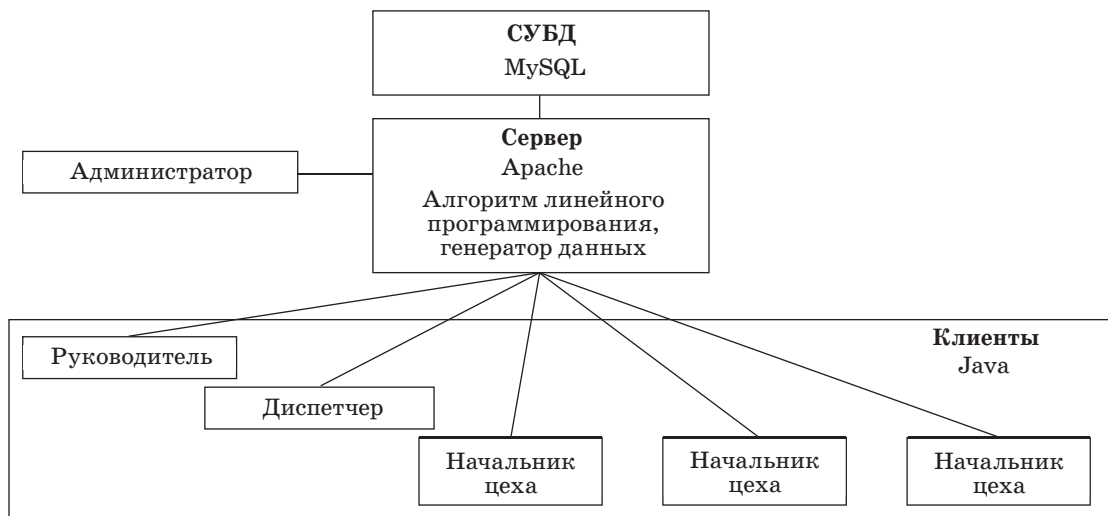 СУБД
MySQL
Сервер
Apache
Алгоритм линейного
программирования,
генератор данных
Администратор
Клиенты
Java
Руководитель
Диспетчер
Начальник
цеха
Начальник
цеха
Начальник
цеха